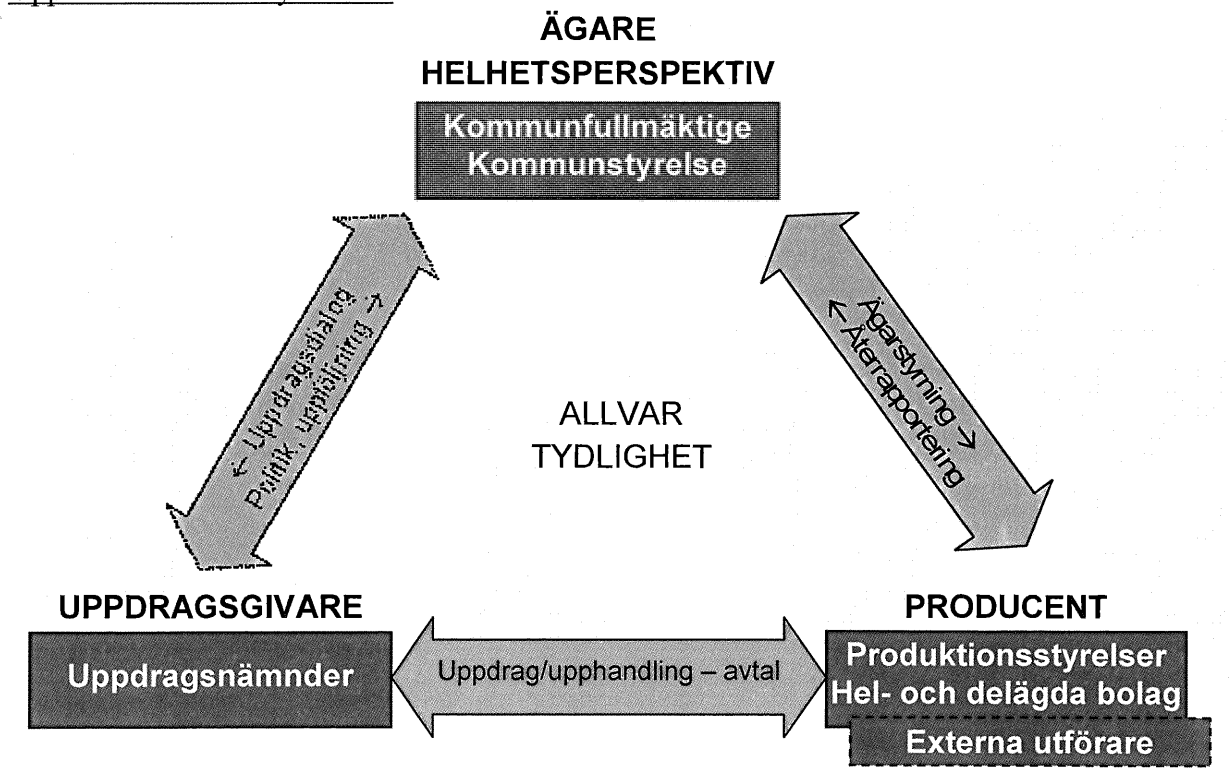 ÄGARE
HELHETSPERSPEKTIV
Kommunfullmäktige
Kommunstyrelse
← Uppdragsdialog
Politik, uppföljning →
Ägarstyrning →
← Återrapportering
ALLVAR
TYDLIGHET
UPPDRAGSGIVARE
Uppdragsnämnder
Uppdrag/upphandling – avtal
PRODUCENT
Produktionsstyrelser
Hel- och delägda bolag
Externa utförare